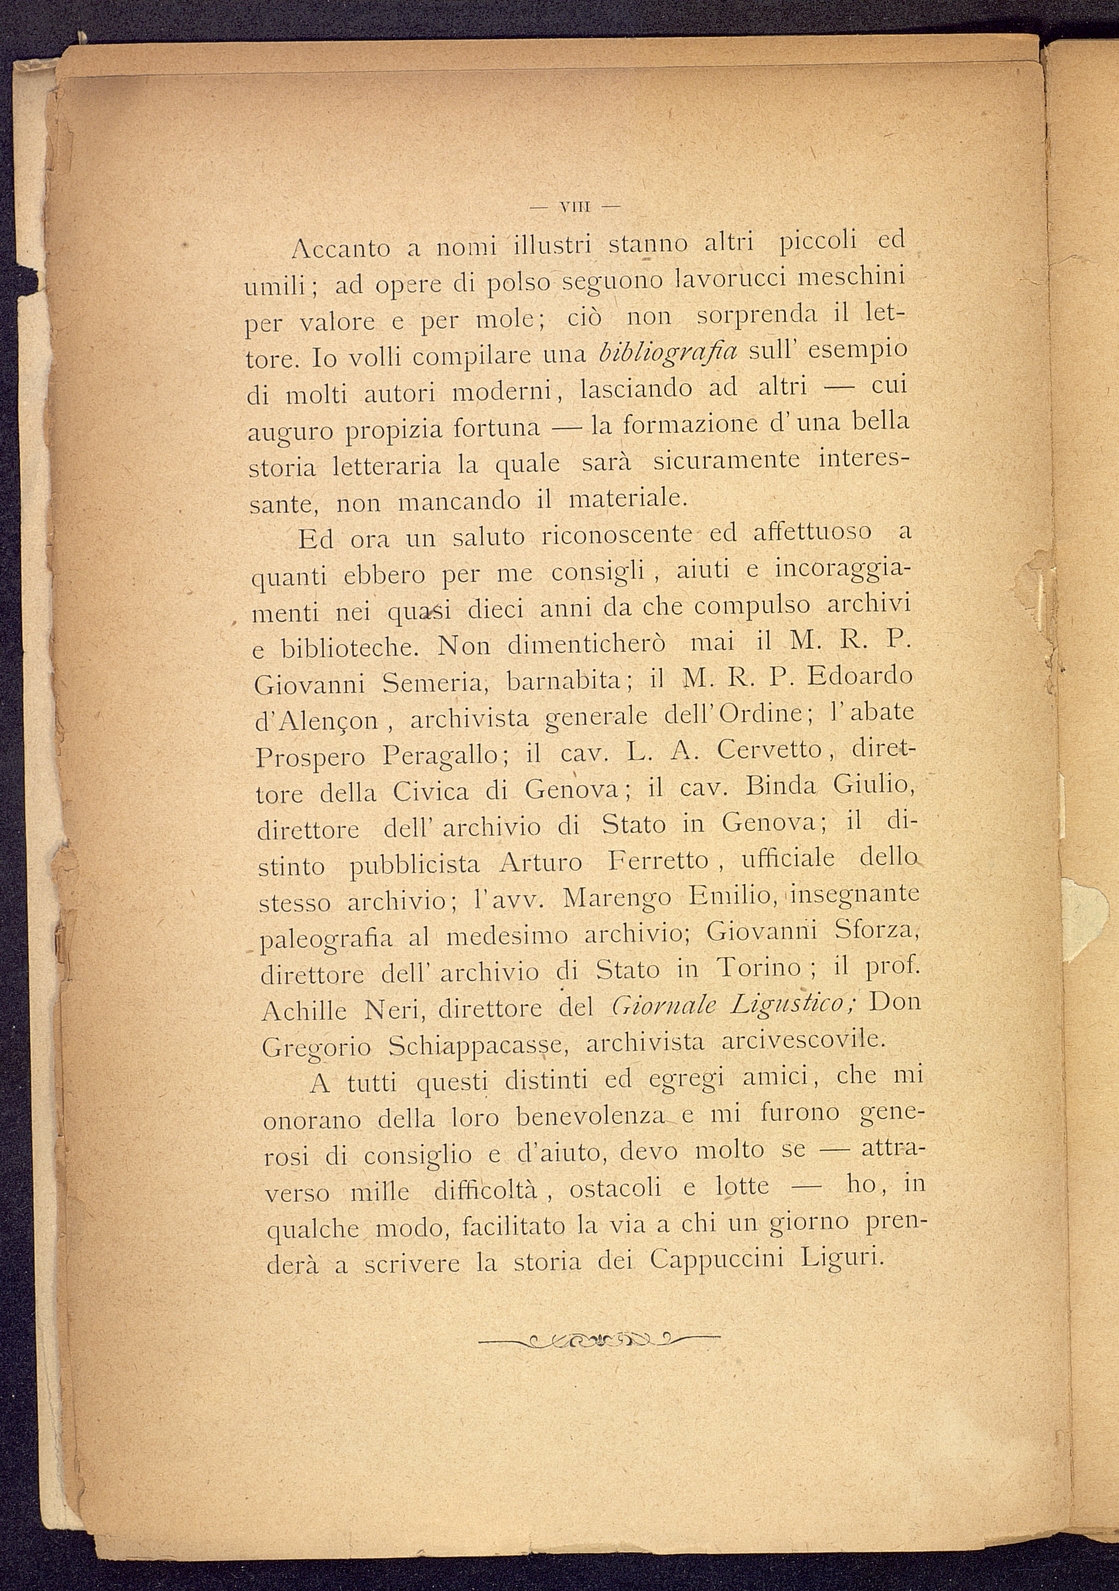 — VIII —
Accanto a nomi illustri stanno altri piccoli ed
umili; ad opere di polso seguono lavorucci meschini
per valore e per mole; ciò non sorprenda il let-
tore. Io volli compilare una bibliografia sull' esempio
di molti autori moderni, lasciando ad altri — cui
auguro propizia fortuna — la formazione d'una bella
storia letteraria la quale sarà sicuramente interes-
sante, non mancando il materiale.
Ed ora un saluto riconoscente ed affettuoso a
quanti ebbero per me consigli, aiuti e incoraggia-
menti nei quasi dieci anni da che compulso archivi
e biblioteche. Non dimenticherò mai il M. R. P.
Giovanni Semeria, barnabita; il M. R. P. Edoardo
d'Alençon, archivista generale dell'Ordine; l'abate
Prospero Peragallo; il cav. L. A. Cervetto, diret-
tore della Civica di Genova; il cav. Binda Giulio,
direttore dell' archivio di Stato in Genova; il di-
stinto pubblicista Arturo Ferretto, ufficiale dello
stesso archivio; l'avv. Marengo Emilio, insegnante
paleografia al medesimo archivio; Giovanni Sforza,
direttore dell' archivio di Stato in Torino; il prof.
Achille Neri, direttore del Giornale Ligustico; Don
Gregorio Schiappacasse, archivista arcivescovile.
A tutti questi distinti ed egregi amici, che mi
onorano della loro benevolenza e mi furono gene-
rosi di consiglio e d'aiuto, devo molto se — attra-
verso mille difficoltà, ostacoli e lotte — ho, in
qualche modo, facilitato la via a chi un giorno pren-
derà a scrivere la storia dei Cappuccini Liguri.